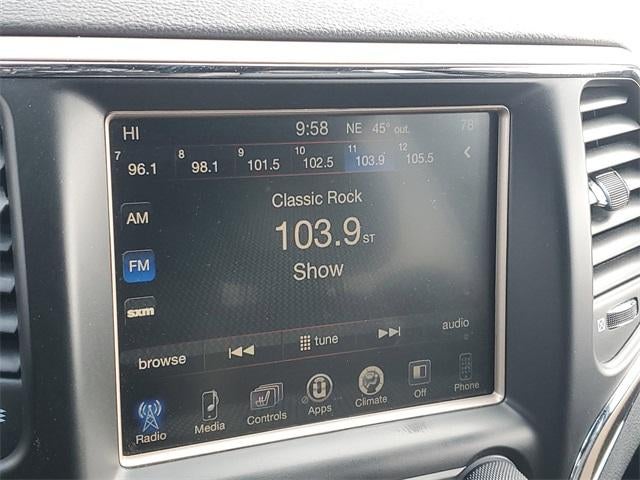 HI 9:58 NE 45° out. 78
7 96.1 8 98.1 9 101.5 10 102.5 11 103.9 12 105.5
Classic Rock
AM
103.9 ST
FM
Show
sxm
browse tune audio
Radio Media Controls Apps Climate Off Phone